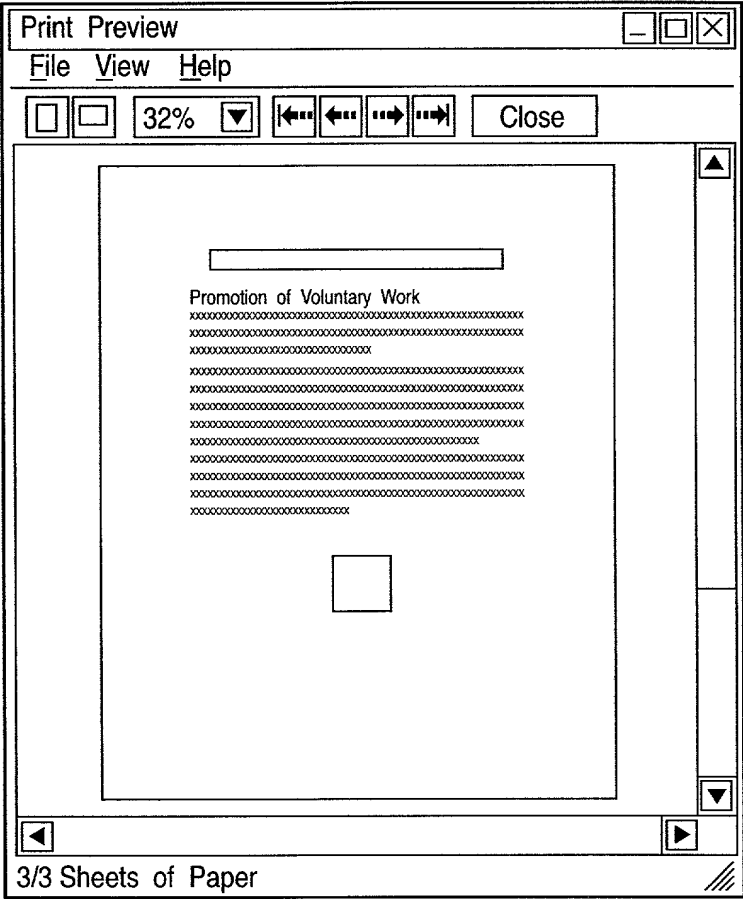 Print Preview
File View Help
32% Close
Promotion of Voluntary Work
3/3 Sheets of Paper